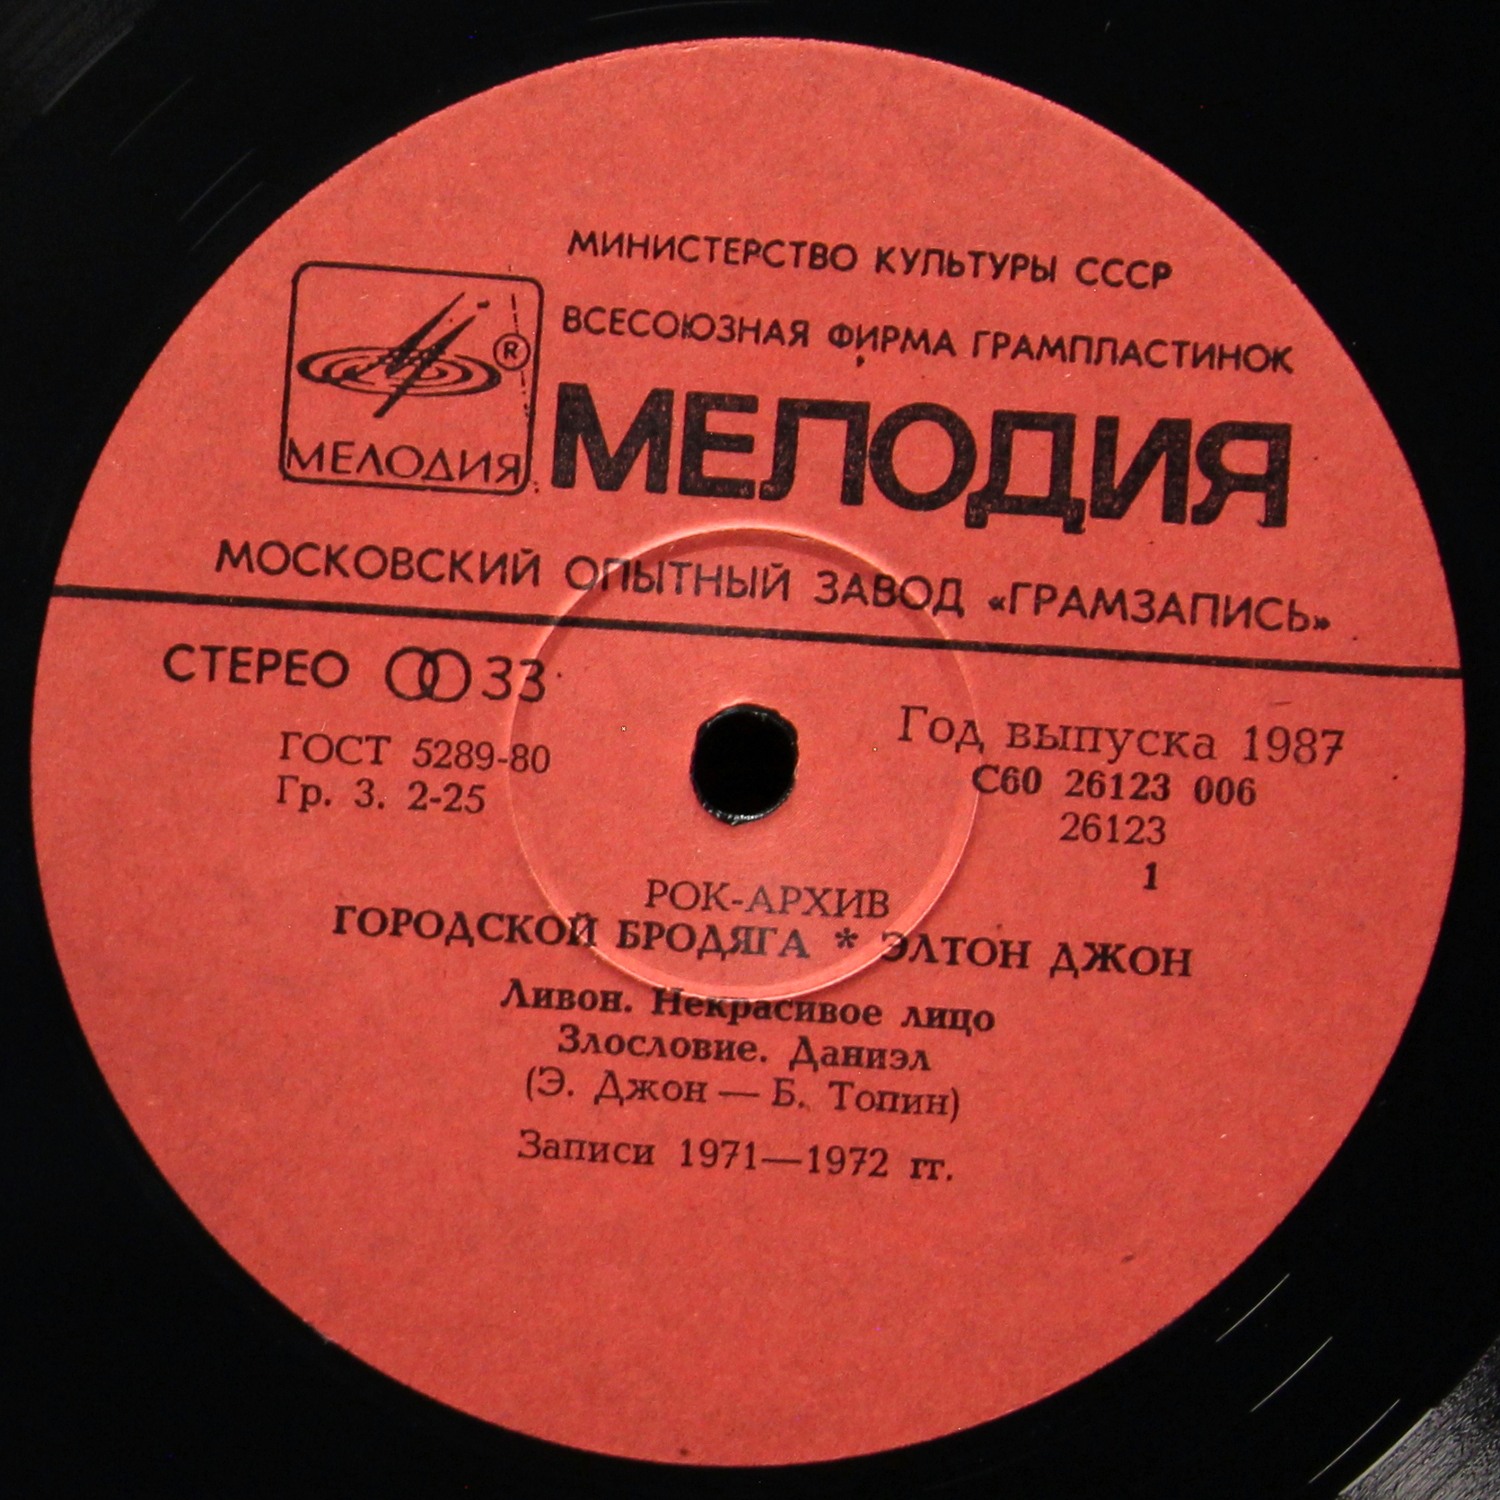 МИНИСТЕРСТВО КУЛЬТУРЫ СССР
ВСЕСОЮЗНАЯ ФИРМА ГРАМПЛАСТИНОК
®
МЕЛОДИЯ
МЕЛОДИЯ
МОСКОВСКИЙ ОПЫТНЫЙ ЗАВОД «ГРАМЗАПИСЬ»
СТЕРЕО 33
ГОСТ 5289-80
Гр. 3. 2-25
Год выпуска 1987
С60 26123 006
26123
1
РОК-АРХИВ
ГОРОДСКОЙ БРОДЯГА * ЭЛТОН ДЖОН
Ливон. Некрасивое лицо
Злословие. Даниэл
(Э. Джон — Б. Топин)
Записи 1971—1972 гг.